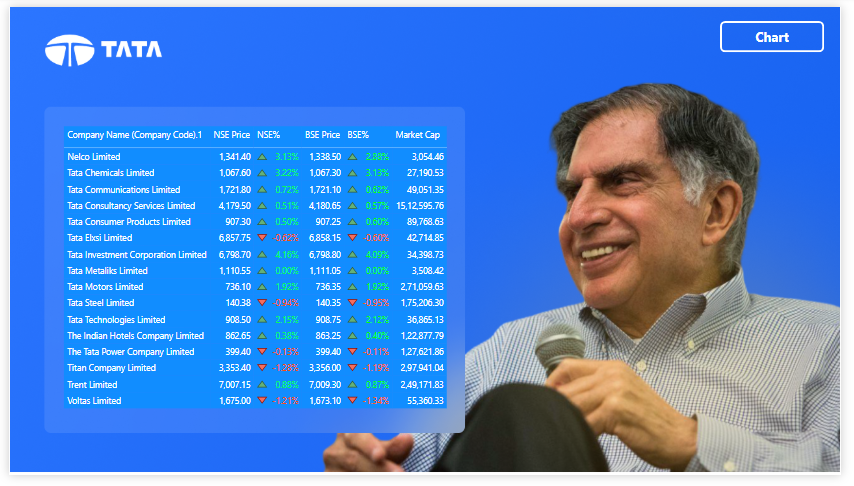 TATA
Chart
Company Name (Company Code).1 NSE Price NSE% BSE Price BSE% Market Cap
Nelco Limited 1,341.40 3.13% 1,338.50 2.88% 3,054.46
Tata Chemicals Limited 1,067.60 3.22% 1,067.30 3.13% 27,190.53
Tata Communications Limited 1,721.80 0.72% 1,721.10 0.62% 49,051.35
Tata Consultancy Services Limited 4,179.50 0.51% 4,180.65 0.57% 15,12,595.76
Tata Consumer Products Limited 907.30 0.50% 907.25 0.60% 89,768.63
Tata Elxsi Limited 6,857.75 -0.62% 6,858.15 -0.60% 42,714.85
Tata Investment Corporation Limited 6,798.70 4.16% 6,798.80 4.09% 34,398.73
Tata Metaliks Limited 1,110.55 0.00% 1,111.05 0.00% 3,508.42
Tata Motors Limited 736.10 1.92% 736.35 1.92% 2,71,059.63
Tata Steel Limited 140.38 -0.94% 140.35 -0.95% 1,75,206.30
Tata Technologies Limited 908.50 2.15% 908.75 2.12% 36,865.13
The Indian Hotels Company Limited 862.65 0.38% 863.25 0.40% 1,22,877.79
The Tata Power Company Limited 399.40 -0.13% 399.40 -0.11% 1,27,621.86
Titan Company Limited 3,353.40 -1.28% 3,356.00 -1.19% 2,97,941.04
Trent Limited 7,007.15 0.88% 7,009.30 0.87% 2,49,171.83
Voltas Limited 1,675.00 -1.21% 1,673.10 -1.34% 55,360.33